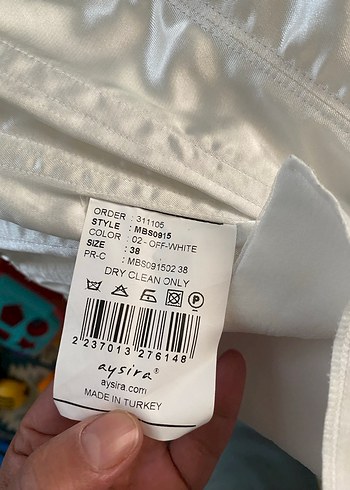 ORDER : 311105
STYLE : MBS0915
COLOR : 02 - OFF-WHITE
SIZE : 38
PR-C : MBS091502 38
DRY CLEAN ONLY
P
2 237013 276148
aysira®
aysira.com
MADE IN TURKEY